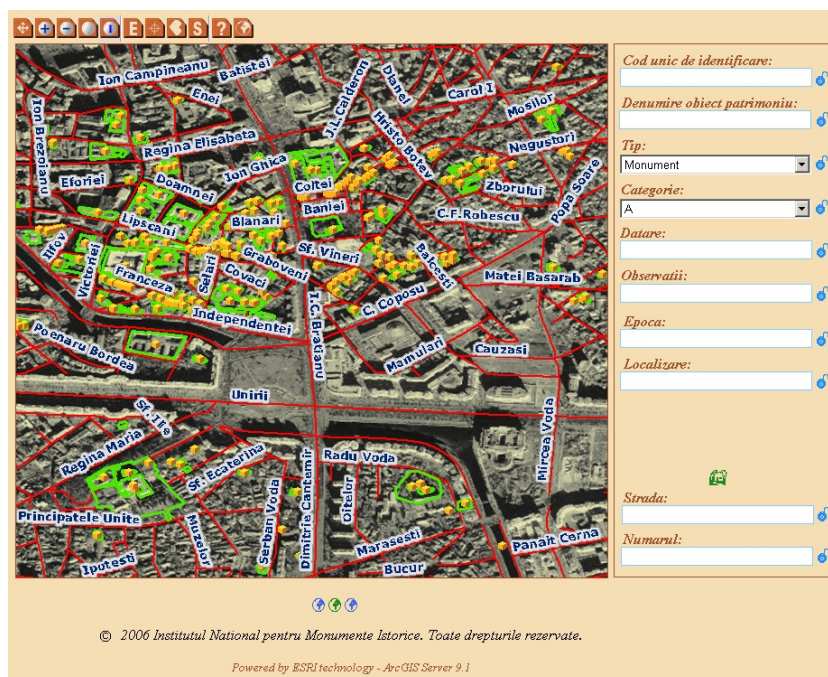 E S ?
Ion Campineanu
Batistei
Enei
J.L.Calderon
Dianei
Carol I
Mosilor
Ion Brezoianu
Regina Elisabeta
Hristo Botev
Negustori
Ion Ghica
Eforiei
Doamnei
Coltei
Zborului
Popa Soare
Lipscani
Blanari
Baniei
C.F.Robescu
Ilfov
Victoriei
Selari
Graboveni
Sf. Vineri
Balcesti
Franceza
Covaci
Matei Basarab
Independentei
I.C. Bratianu
C. Coposu
Poenaru Bordea
Mamulari
Cauzasi
Unirii
Sf. Ilie
Mircea Voda
Regina Maria
Sf. Ecaterina
Radu Voda
Principatele Unite
Muzelor
Serban Voda
Dimitrie Cantemir
Oitelor
Marasesti
Panait Cerna
Iputesti
Bucur
Cod unic de identificare:
Denumire obiect patrimoniu:
Tip:
Monument
Categorie:
A
Datare:
Observatii:
Epoca:
Localizare:
Strada:
Numarul:
© 2006 Institutul National pentru Monumente Istorice. Toate drepturile rezervate.
Powered by ESRI technology - ArcGIS Server 9.1